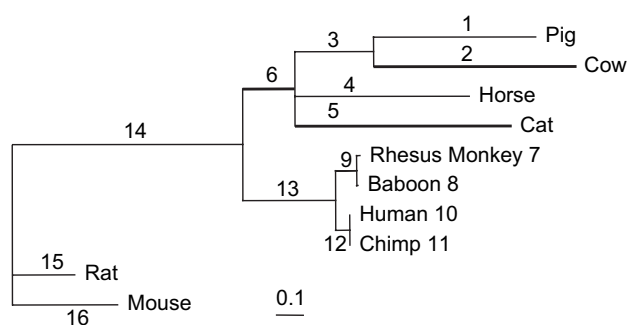 1
Pig
3
2
Cow
6
4
Horse
5
Cat
14
9
Rhesus Monkey 7
Baboon 8
13
Human 10
12
Chimp 11
15
Rat
0.1
Mouse
16